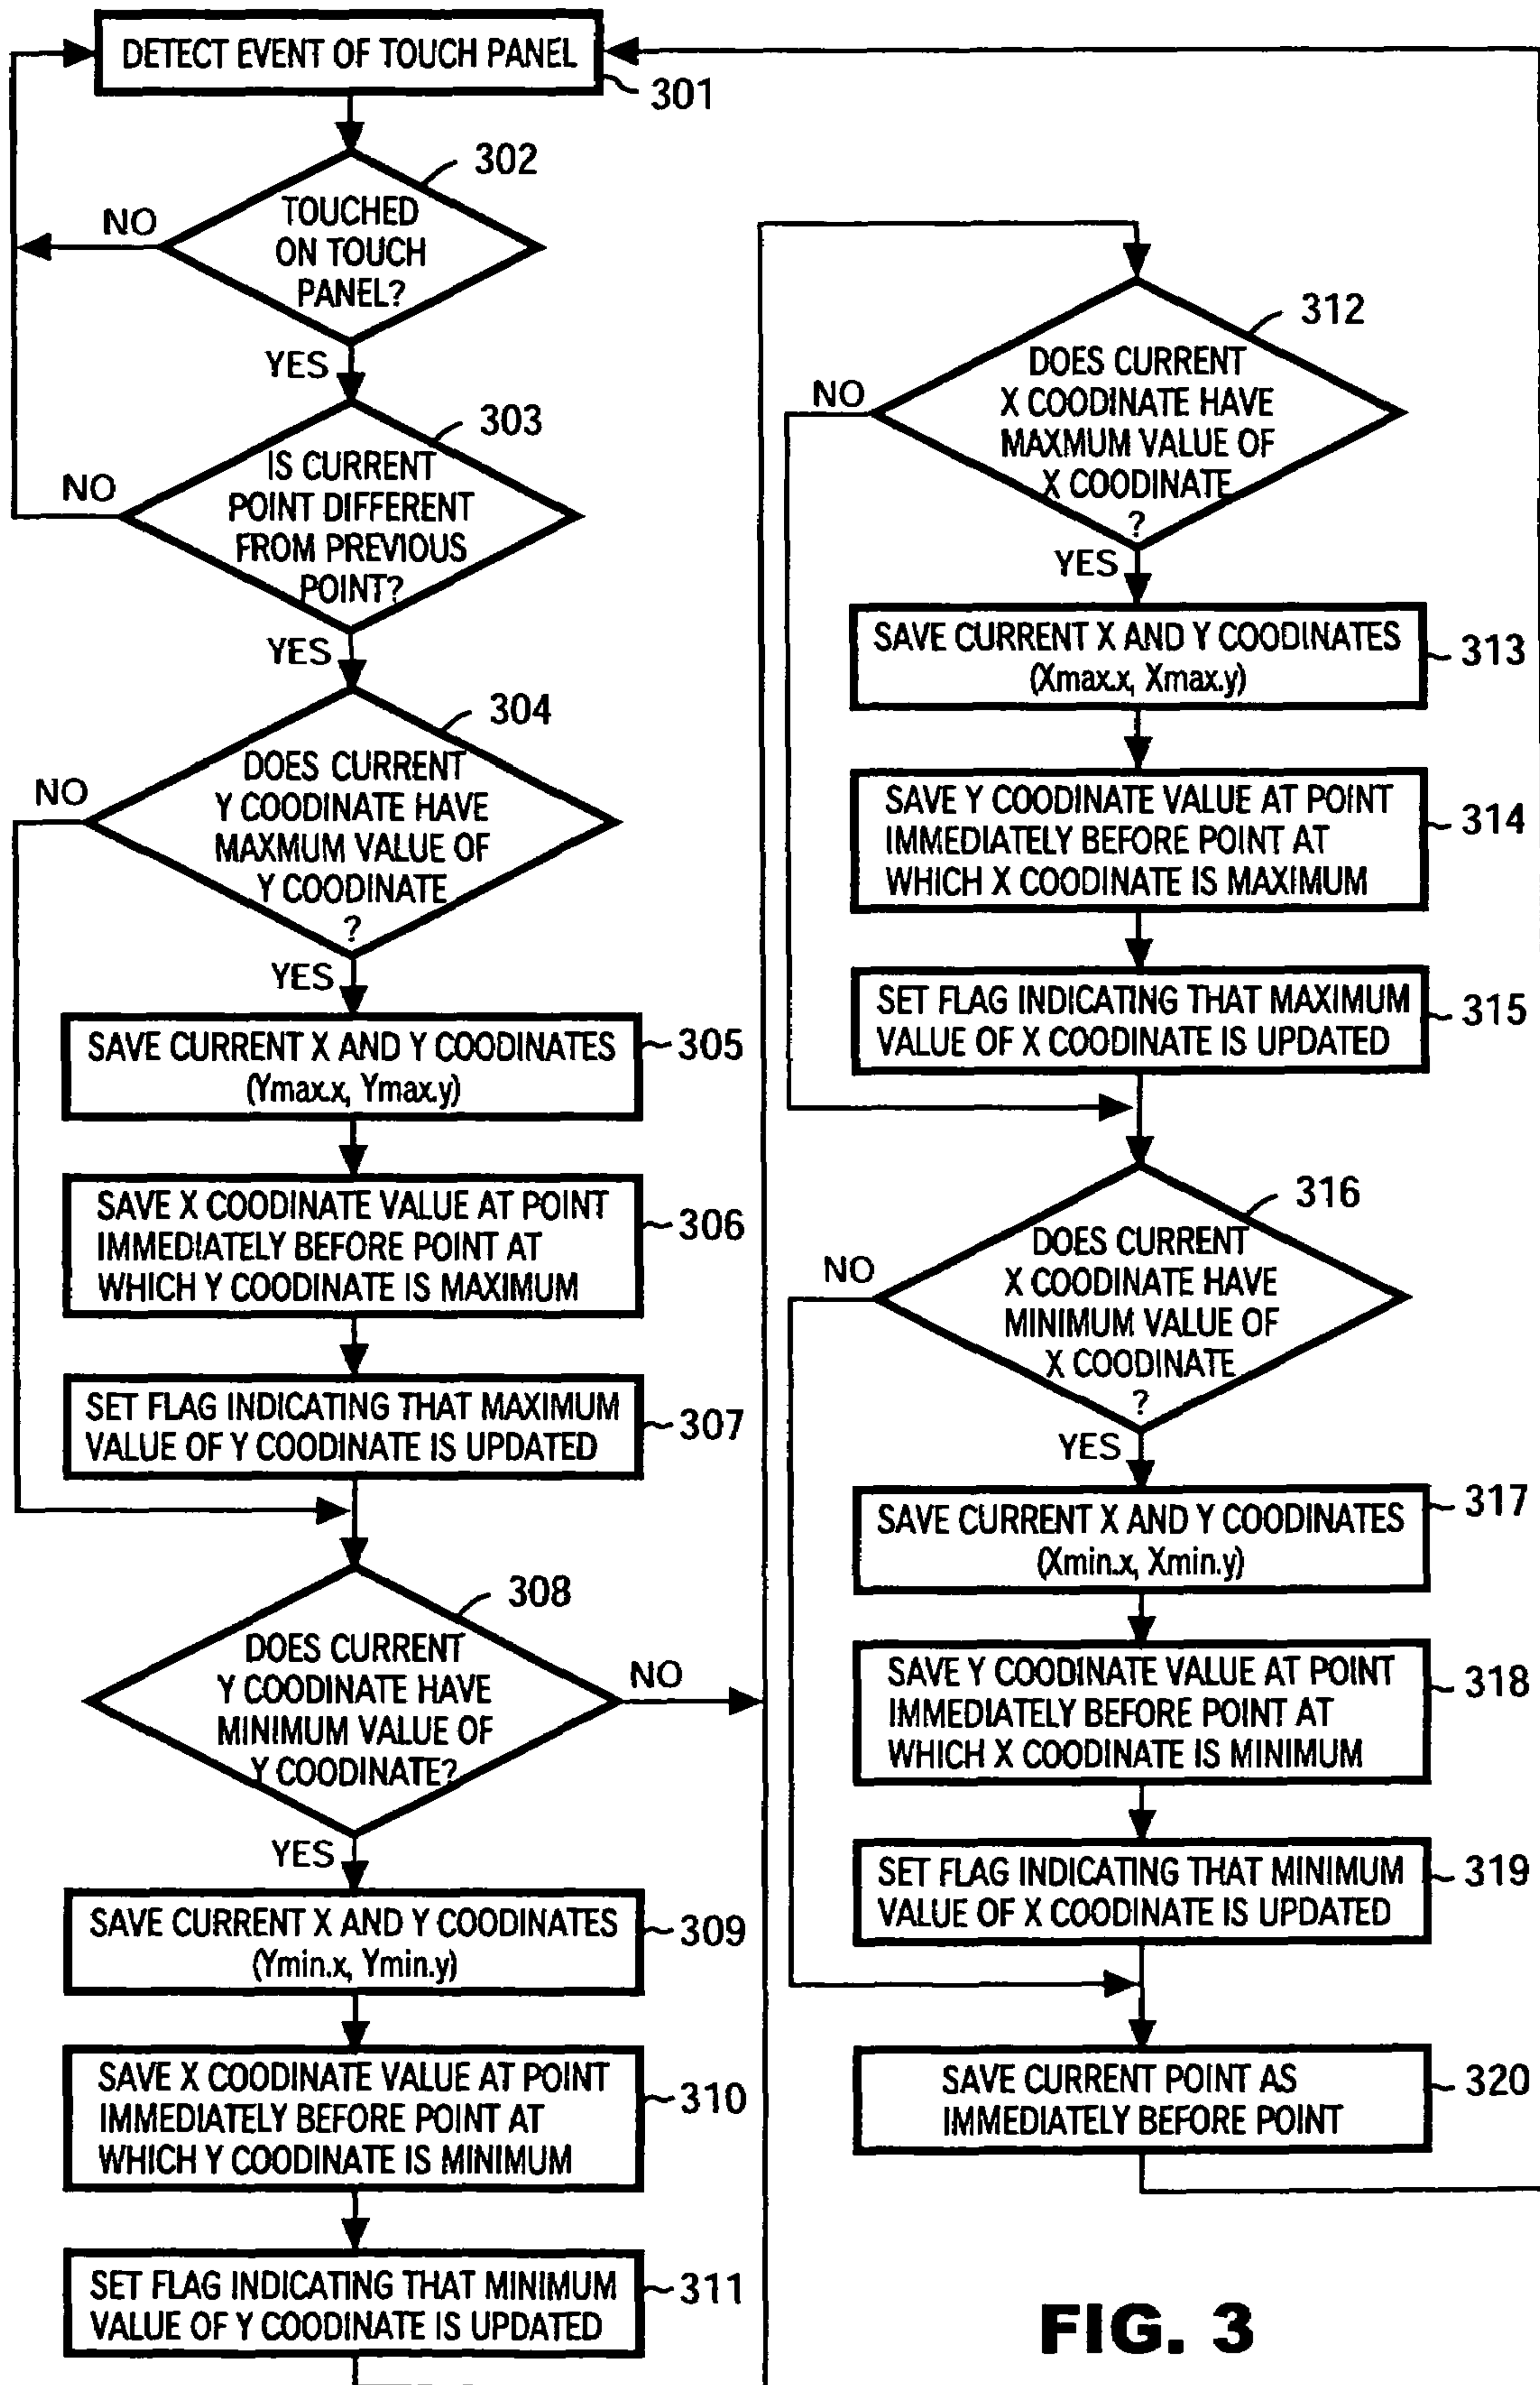 DETECT EVENT OF TOUCH PANEL
301
302
TOUCHED
ON TOUCH
PANEL?
NO
YES
303
IS CURRENT
POINT DIFFERENT
FROM PREVIOUS
POINT?
NO
YES
304
DOES CURRENT
Y COODINATE HAVE
MAXMUM VALUE OF
Y COODINATE
?
NO
YES
SAVE CURRENT X AND Y COODINATES
(Ymax.x, Ymax.y)
305
SAVE X COODINATE VALUE AT POINT
IMMEDIATELY BEFORE POINT AT
WHICH Y COODINATE IS MAXIMUM
306
SET FLAG INDICATING THAT MAXIMUM
VALUE OF Y COODINATE IS UPDATED
307
308
DOES CURRENT
Y COODINATE HAVE
MINIMUM VALUE OF
Y COODINATE?
NO
YES
SAVE CURRENT X AND Y COODINATES
(Ymin.x, Ymin.y)
309
SAVE X COODINATE VALUE AT POINT
IMMEDIATELY BEFORE POINT AT
WHICH Y COODINATE IS MINIMUM
310
SET FLAG INDICATING THAT MINIMUM
VALUE OF Y COODINATE IS UPDATED
311
312
DOES CURRENT
X COODINATE HAVE
MAXMUM VALUE OF
X COODINATE
?
NO
YES
SAVE CURRENT X AND Y COODINATES
(Xmax.x, Xmax.y)
313
SAVE Y COODINATE VALUE AT POINT
IMMEDIATELY BEFORE POINT AT
WHICH X COODINATE IS MAXIMUM
314
SET FLAG INDICATING THAT MAXIMUM
VALUE OF X COODINATE IS UPDATED
315
316
DOES CURRENT
X COODINATE HAVE
MINIMUM VALUE OF
X COODINATE
?
NO
YES
SAVE CURRENT X AND Y COODINATES
(Xmin.x, Xmin.y)
317
SAVE Y COODINATE VALUE AT POINT
IMMEDIATELY BEFORE POINT AT
WHICH X COODINATE IS MINIMUM
318
SET FLAG INDICATING THAT MINIMUM
VALUE OF X COODINATE IS UPDATED
319
SAVE CURRENT POINT AS
IMMEDIATELY BEFORE POINT
320
FIG. 3